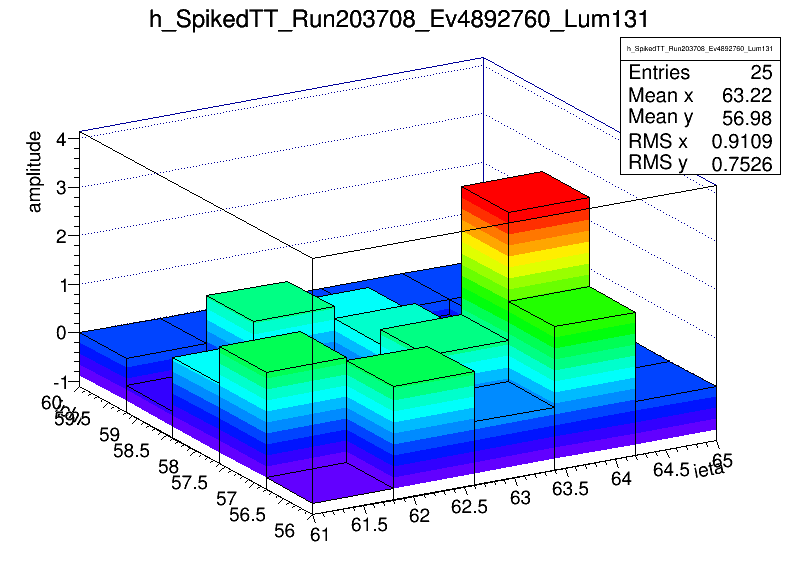 h_SpikedTT_Run203708_Ev4892760_Lum131
h_SpikedTT_Run203708_Ev4892760_Lum131
Entries 25
Mean x 63.22
Mean y 56.98
RMS x 0.9109
RMS y 0.7526
amplitude
4
3
2
1
0
-1
60
59.5
59
58.5
58
57.5
57
56.5
56
61
61.5
62
62.5
63
63.5
64
64.5
65
ieta